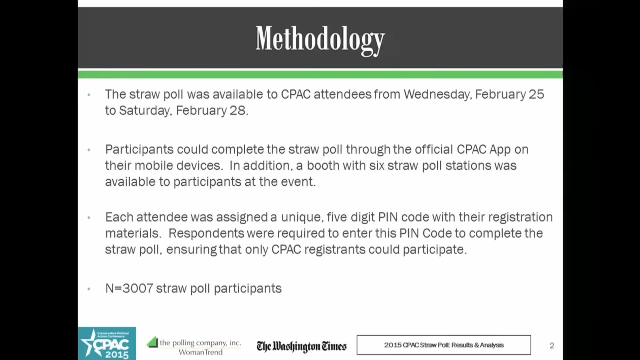 Methodology
• The straw poll was available to CPAC attendees from Wednesday, February 25
to Saturday, February 28.
• Participants could complete the straw poll through the official CPAC App on
their mobile devices. In addition, a booth with six straw poll stations was
available to participants at the event.
• Each attendee was assigned a unique, five digit PIN code with their registration
materials. Respondents were required to enter this PIN Code to complete the
straw poll, ensuring that only CPAC registrants could participate.
• N=3007 straw poll participants
CPAC
2015
the polling company, inc.
WomanTrend
The Washington Times
2015 CPAC Straw Poll: Results & Analysis
2